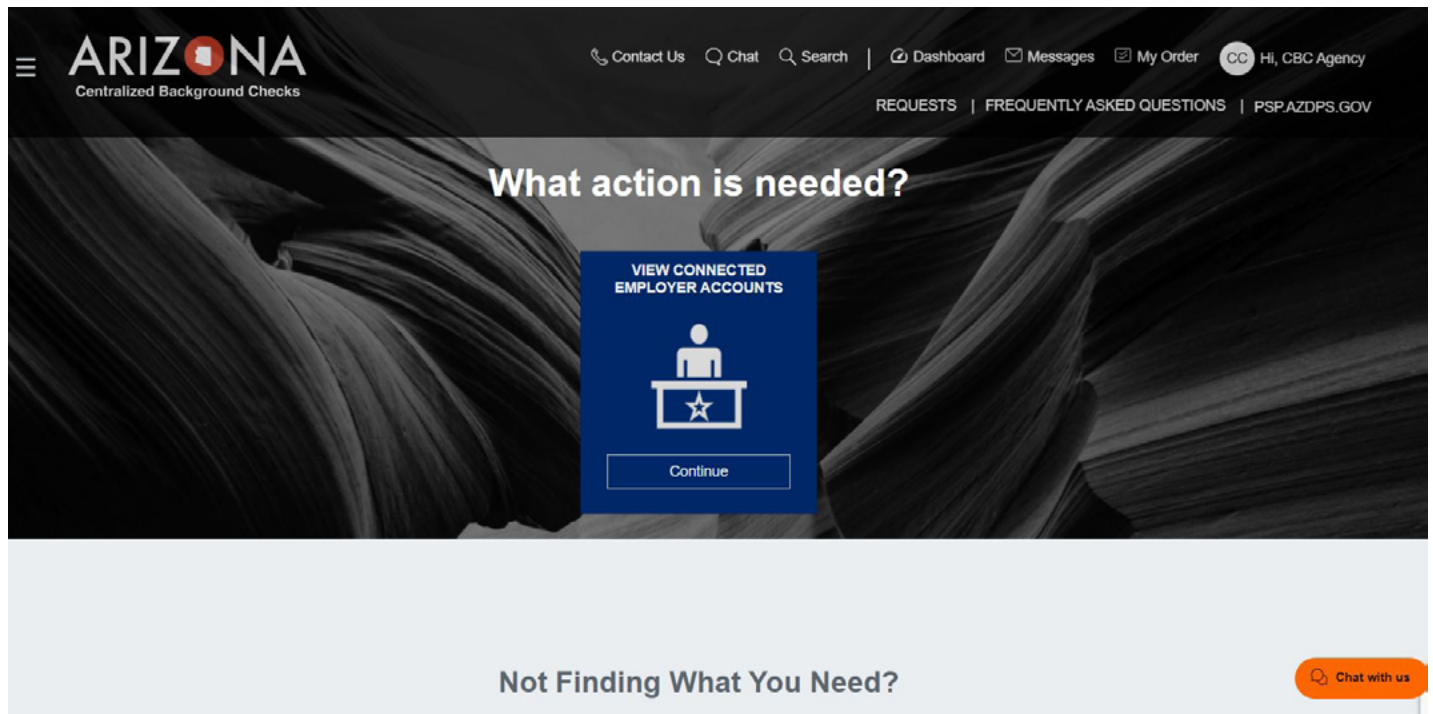 ARIZONA
Centralized Background Checks
Contact Us Chat Search | Dashboard Messages My Order CC Hi, CBC Agency
REQUESTS | FREQUENTLY ASKED QUESTIONS | PSP.AZDPS.GOV
What action is needed?
VIEW CONNECTED
EMPLOYER ACCOUNTS
Continue
Not Finding What You Need?
Chat with us